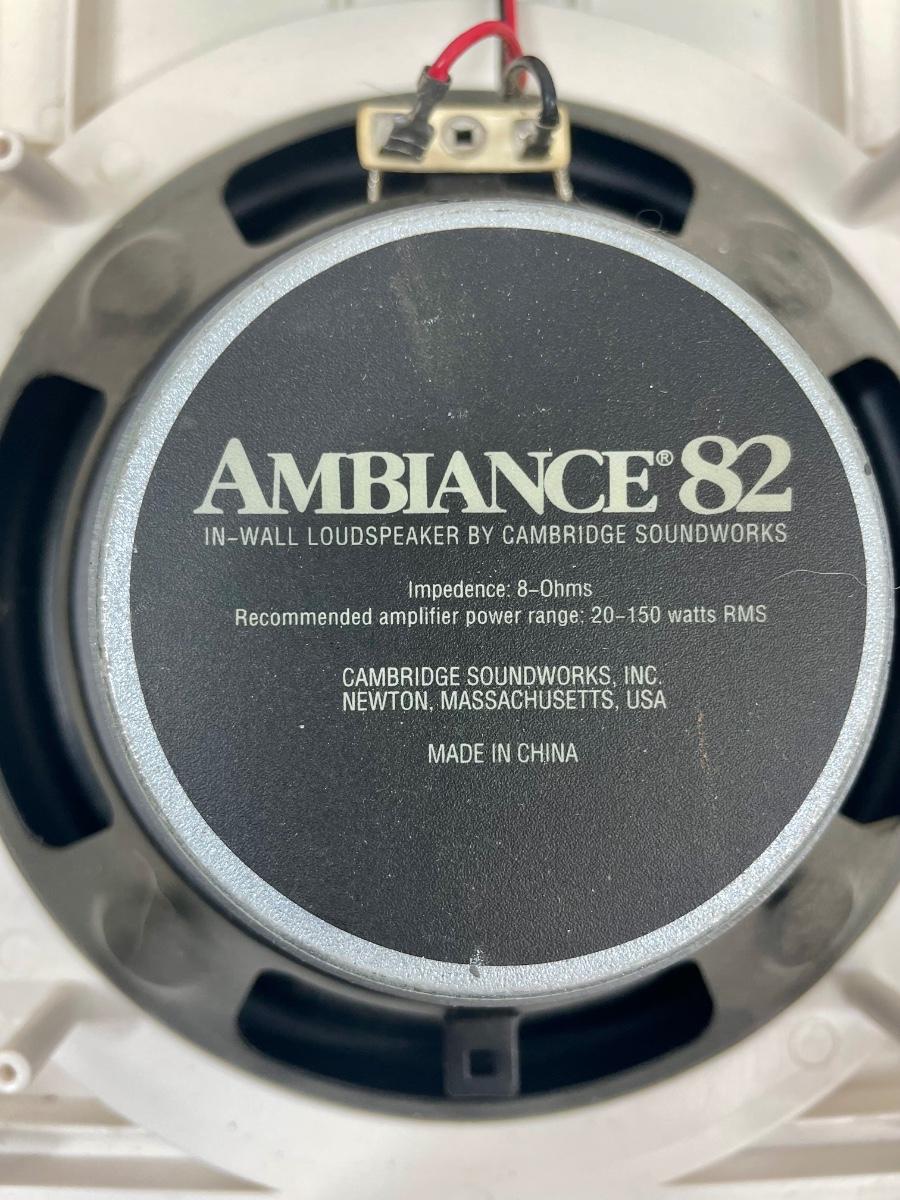 AMBIANCE® 82
IN-WALL LOUDSPEAKER BY CAMBRIDGE SOUNDWORKS
Impedence: 8-Ohms
Recommended amplifier power range: 20-150 watts RMS
CAMBRIDGE SOUNDWORKS, INC.
NEWTON, MASSACHUSETTS, USA
MADE IN CHINA